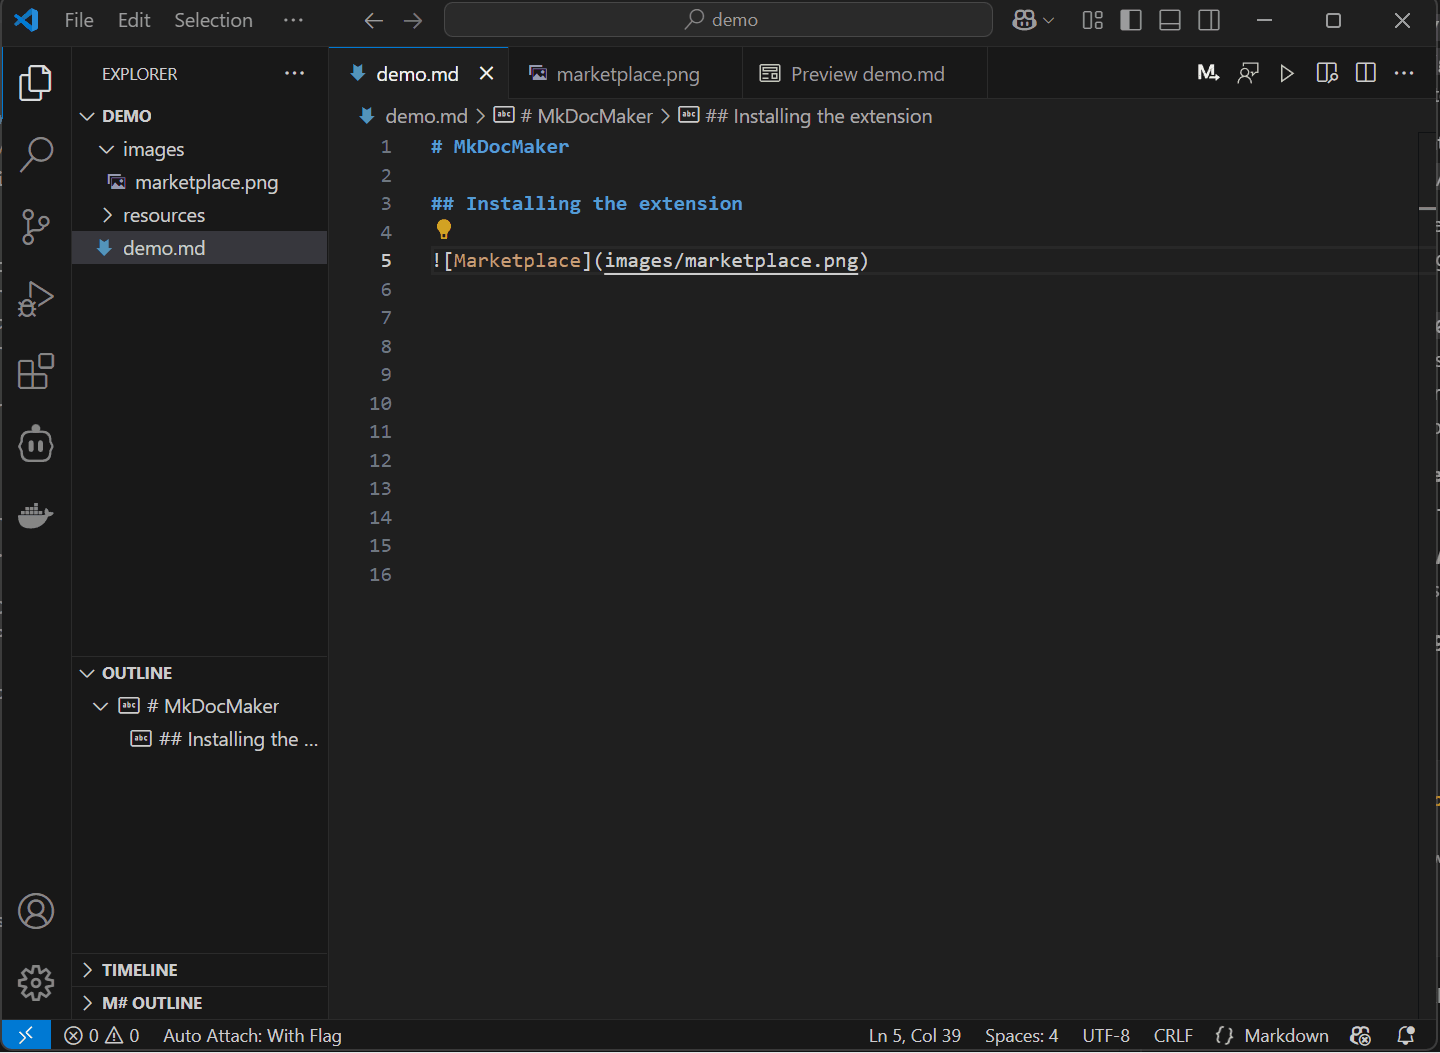 File Edit Selection ···
demo
EXPLORER ···
DEMO
images
marketplace.png
resources
demo.md
OUTLINE
# MkDocMaker
## Installing the ...
TIMELINE
M# OUTLINE
demo.md marketplace.png Preview demo.md
demo.md > # MkDocMaker > ## Installing the extension
1 # MkDocMaker
2
3 ## Installing the extension
4
5 ![Marketplace](images/marketplace.png)
6
7
8
9
10
11
12
13
14
15
16
0 0 Auto Attach: With Flag Ln 5, Col 39 Spaces: 4 UTF-8 CRLF {} Markdown